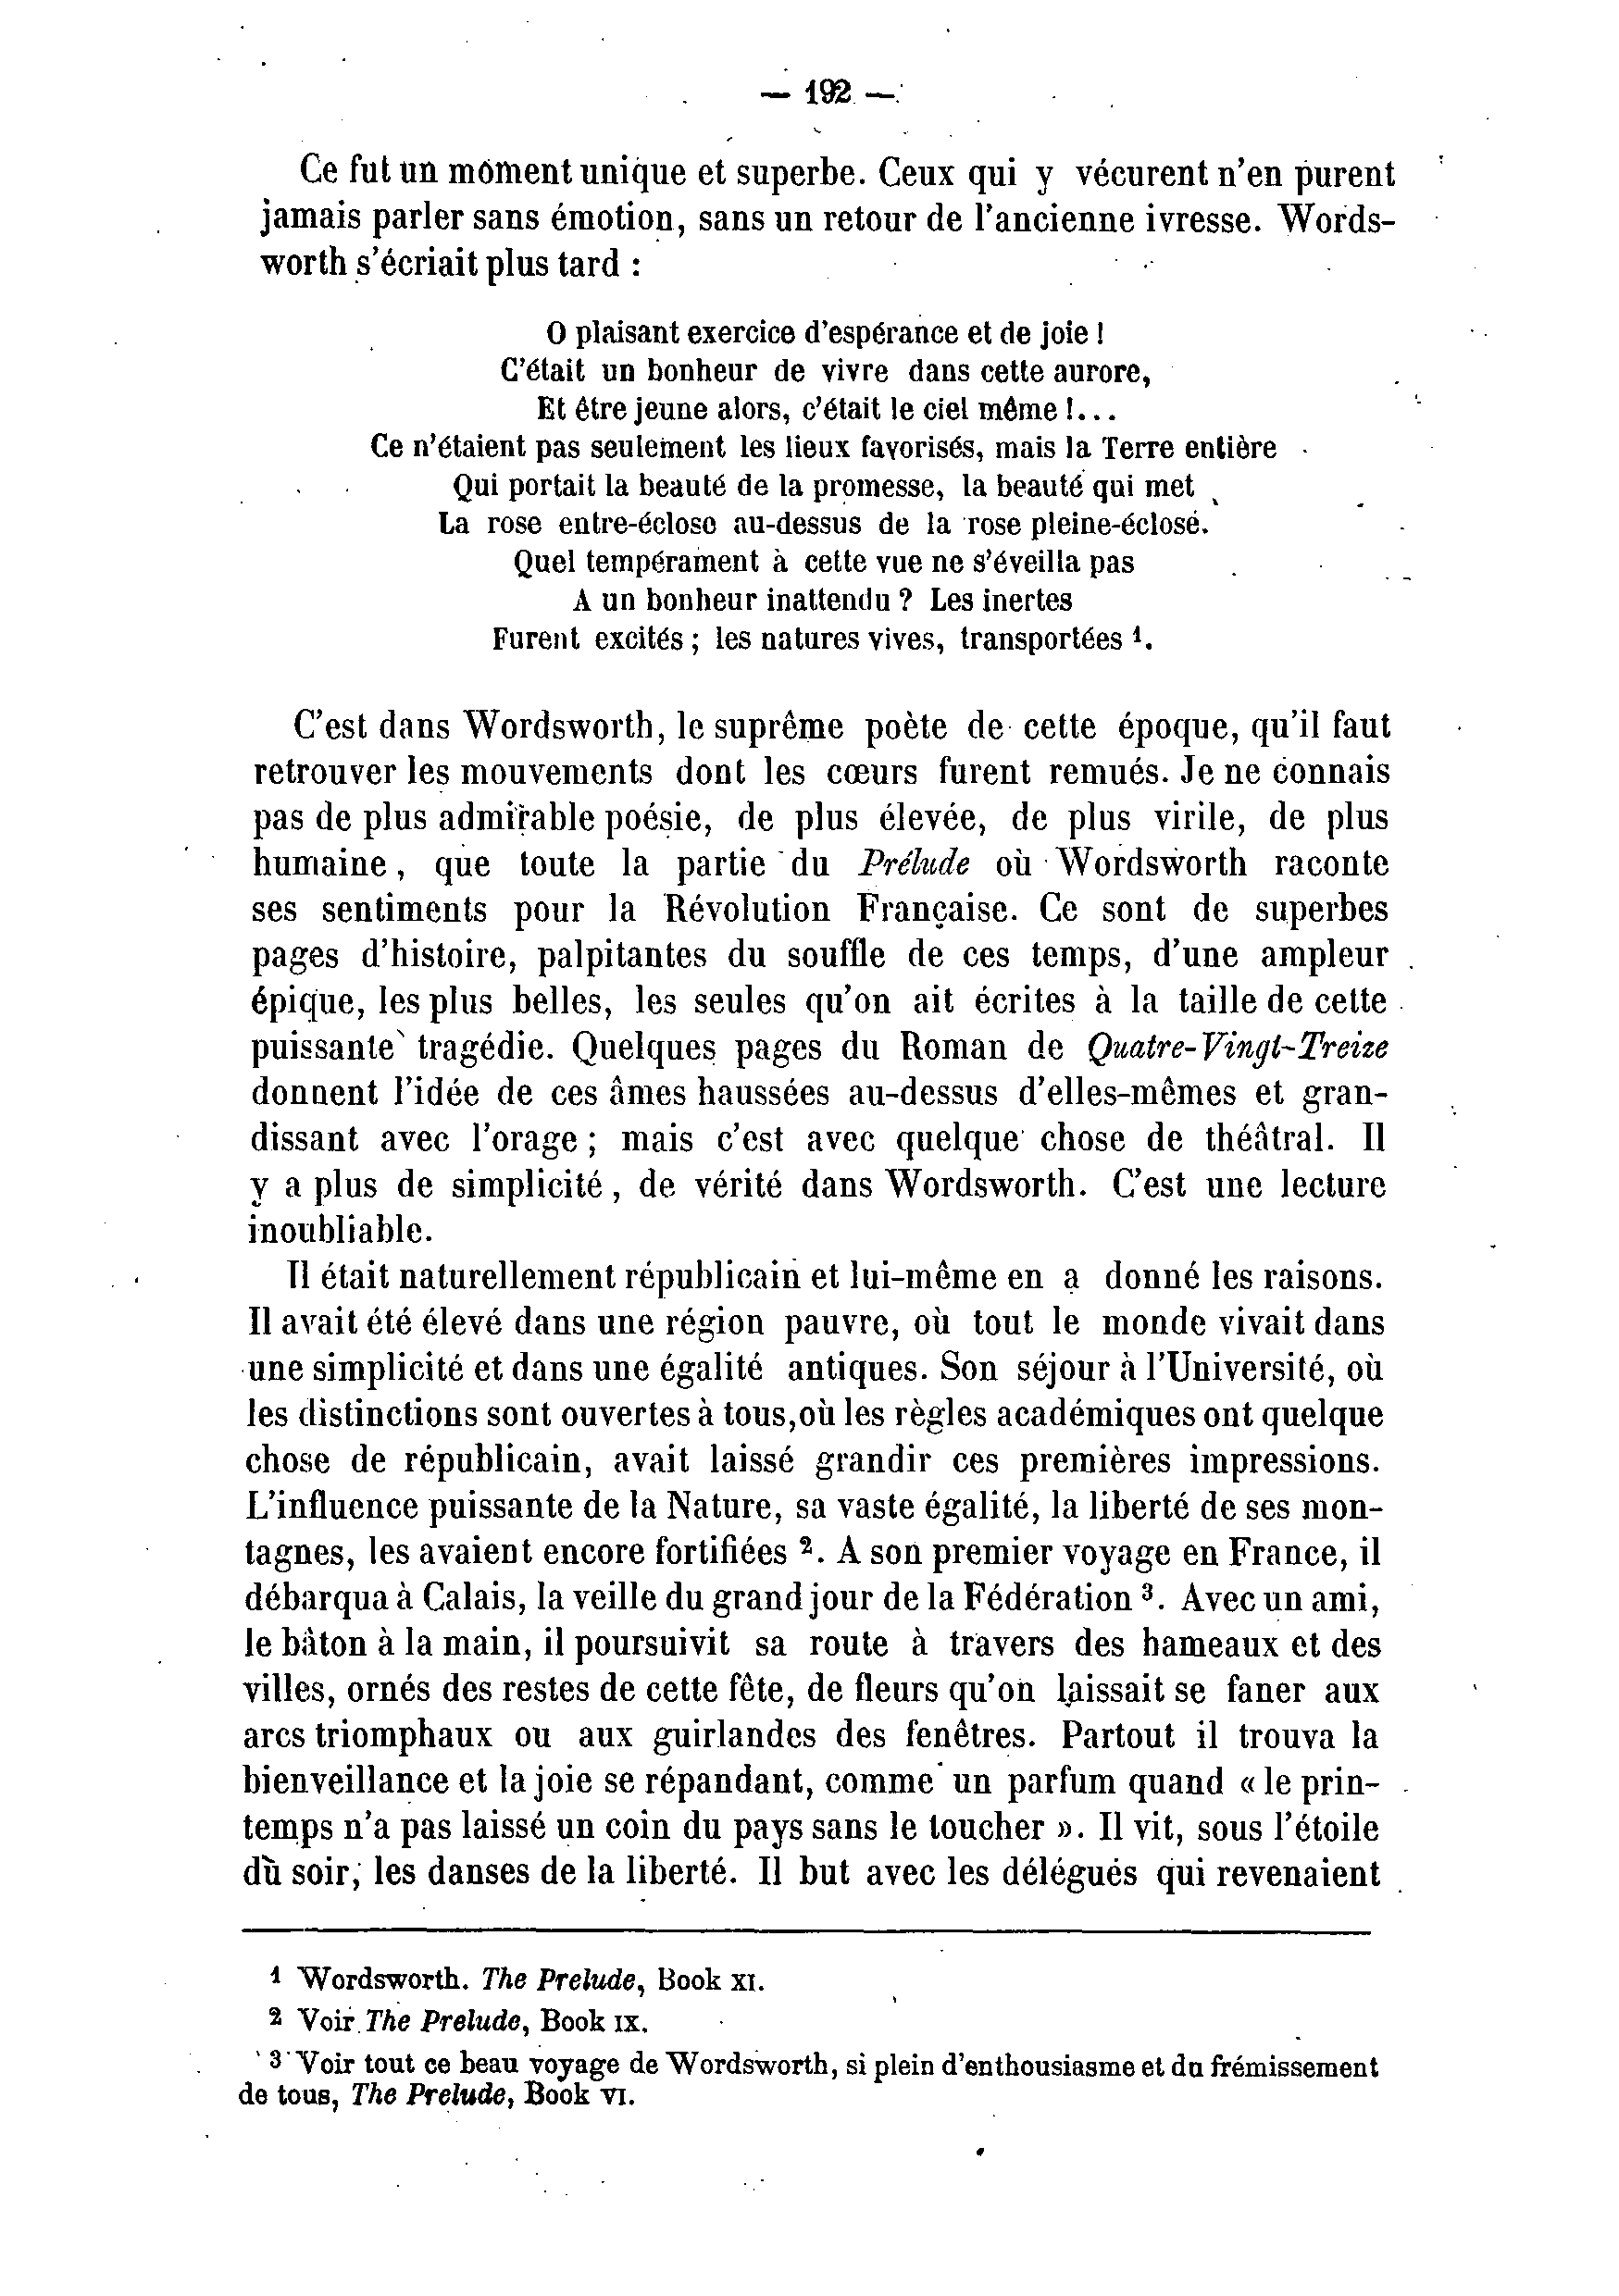 — 192 —
Ce fut un moment unique et superbe. Ceux qui y vécurent n'en purent
jamais parler sans émotion, sans un retour de l'ancienne ivresse. Words-
worth s'écriait plus tard :
O plaisant exercice d'espérance et de joie !
C'était un bonheur de vivre dans cette aurore,
Et être jeune alors, c'était le ciel même !...
Ce n'étaient pas seulement les lieux favorisés, mais la Terre entière
Qui portait la beauté de la promesse, la beauté qui met
La rose entre-éclose au-dessus de la rose pleine-éclosé.
Quel tempérament à cette vue ne s'éveilla pas
A un bonheur inattendu ? Les inertes
Furent excités ; les natures vives, transportées ¹.
C'est dans Wordsworth, le suprême poète de cette époque, qu'il faut
retrouver les mouvements dont les cœurs furent remués. Je ne connais
pas de plus admirable poésie, de plus élevée, de plus virile, de plus
humaine, que toute la partie du Prélude où Wordsworth raconte
ses sentiments pour la Révolution Française. Ce sont de superbes
pages d'histoire, palpitantes du souffle de ces temps, d'une ampleur
épique, les plus belles, les seules qu'on ait écrites à la taille de cette
puissante tragédie. Quelques pages du Roman de Quatre-Vingt-Treize
donnent l'idée de ces âmes haussées au-dessus d'elles-mêmes et gran-
dissant avec l'orage ; mais c'est avec quelque chose de théâtral. Il
y a plus de simplicité, de vérité dans Wordsworth. C'est une lecture
inoubliable.
Il était naturellement républicain et lui-même en a donné les raisons.
Il avait été élevé dans une région pauvre, où tout le monde vivait dans
une simplicité et dans une égalité antiques. Son séjour à l'Université, où
les distinctions sont ouvertes à tous, où les règles académiques ont quelque
chose de républicain, avait laissé grandir ces premières impressions.
L'influence puissante de la Nature, sa vaste égalité, la liberté de ses mon-
tagnes, les avaient encore fortifiées ². A son premier voyage en France, il
débarqua à Calais, la veille du grand jour de la Fédération ³. Avec un ami,
le bâton à la main, il poursuivit sa route à travers des hameaux et des
villes, ornés des restes de cette fête, de fleurs qu'on laissait se faner aux
arcs triomphaux ou aux guirlandes des fenêtres. Partout il trouva la
bienveillance et la joie se répandant, comme un parfum quand « le prin-
temps n'a pas laissé un coin du pays sans le toucher ». Il vit, sous l'étoile
du soir, les danses de la liberté. Il but avec les délégués qui revenaient
¹ Wordsworth. The Prelude, Book XI.
² Voir The Prelude, Book IX.
³ Voir tout ce beau voyage de Wordsworth, si plein d'enthousiasme et du frémissement
de tous, The Prelude, Book VI.